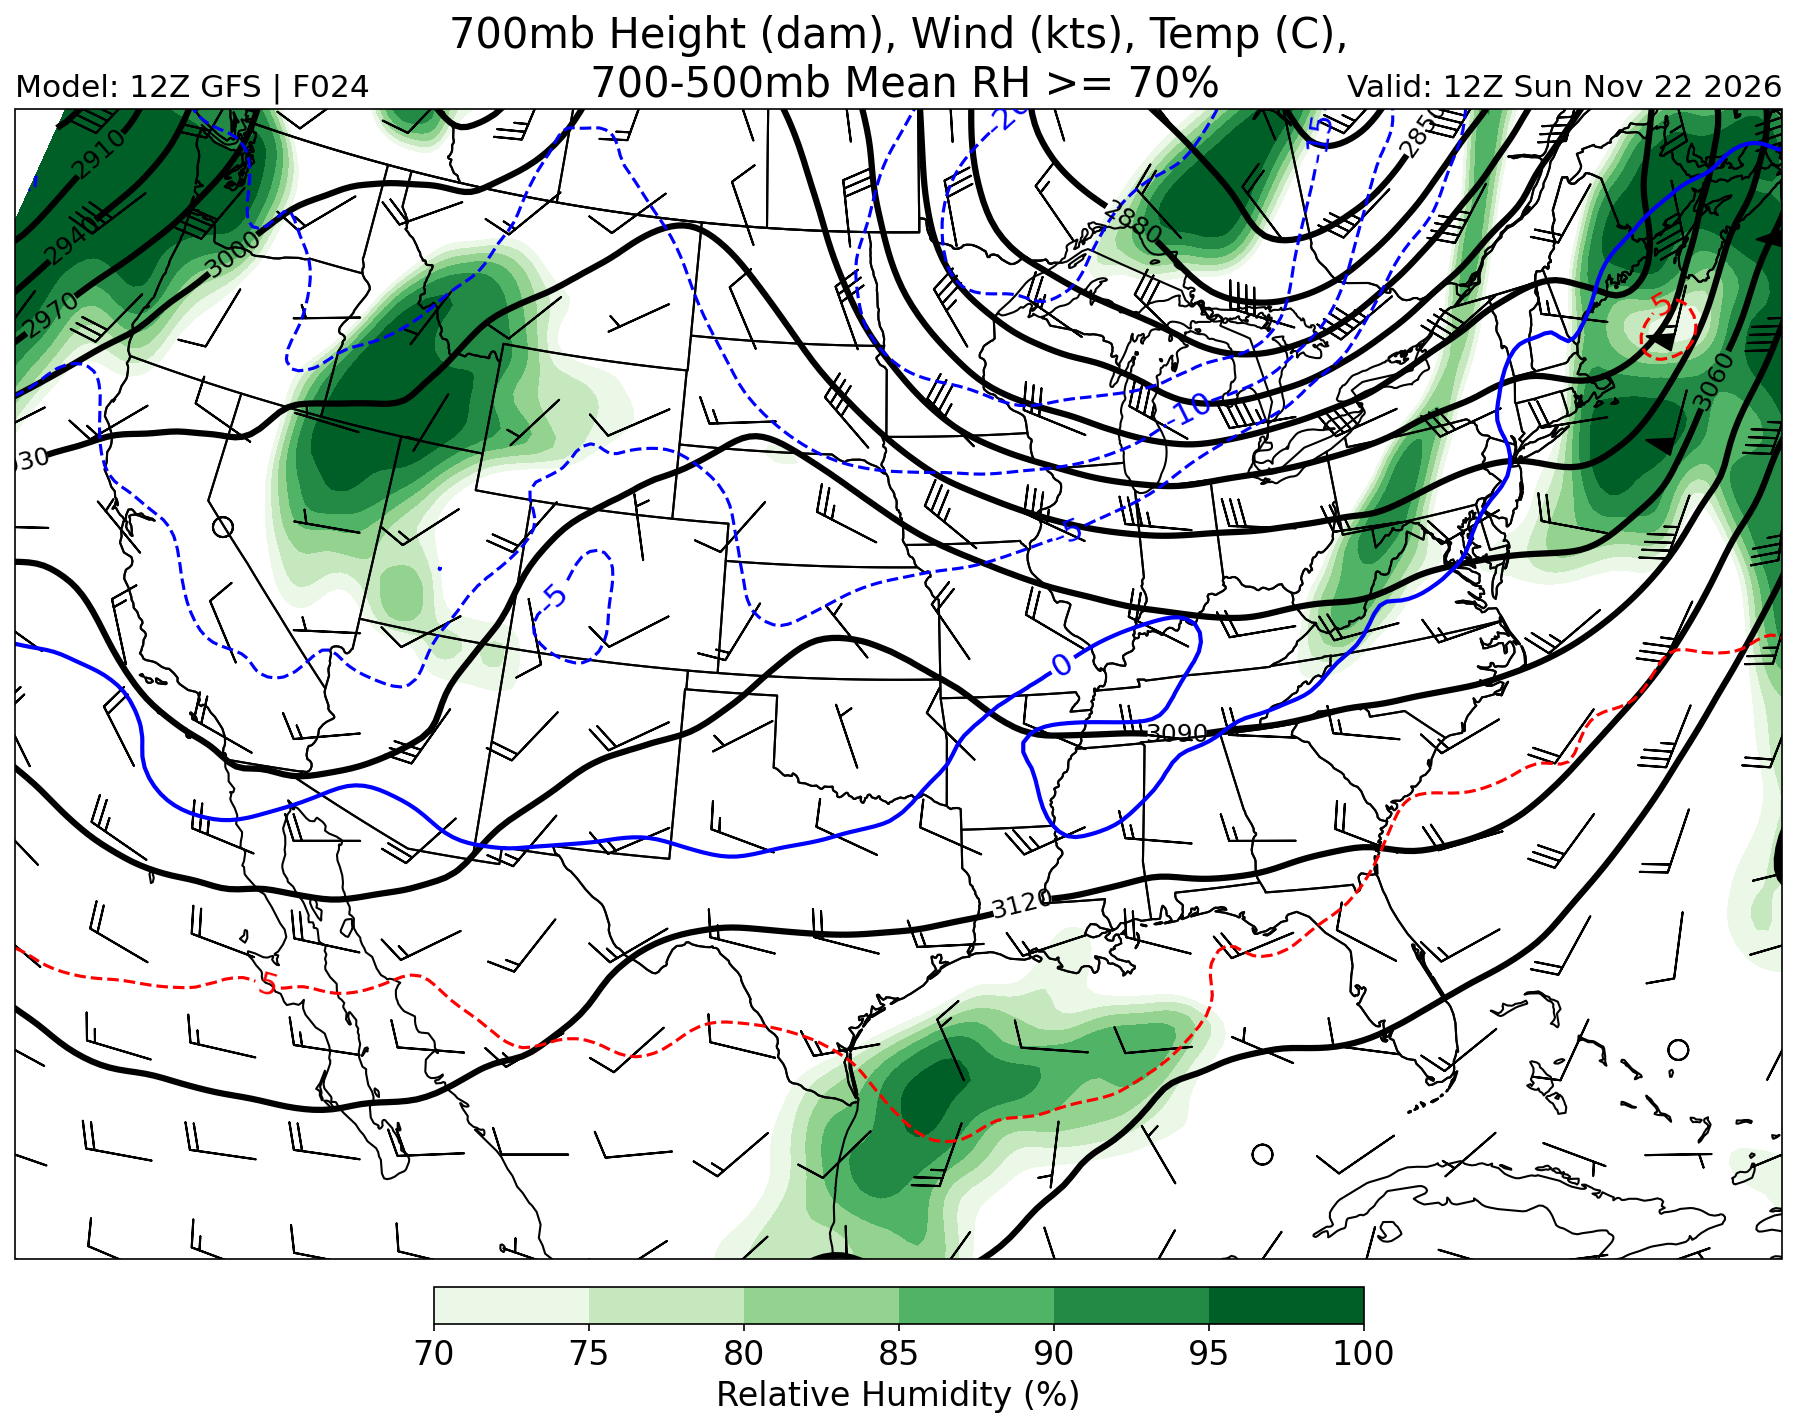 700mb Height (dam), Wind (kts), Temp (C),
Model: 12Z GFS | F024
700-500mb Mean RH >= 70%
Valid: 12Z Sun Nov 22 2026
2910
2940
2970
3000
2880
-20
-15
5
3060
-10
-5
-5
0
3090
3120
5
70 75 80 85 90 95 100
Relative Humidity (%)